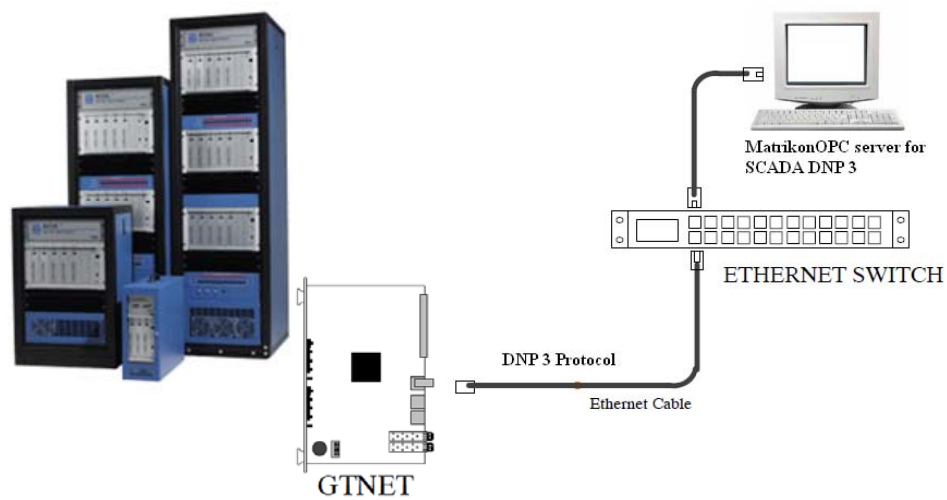 MatrikonOPC server for
SCADA DNP 3
ETHERNET SWITCH
DNP 3 Protocol
Ethernet Cable
GTNET